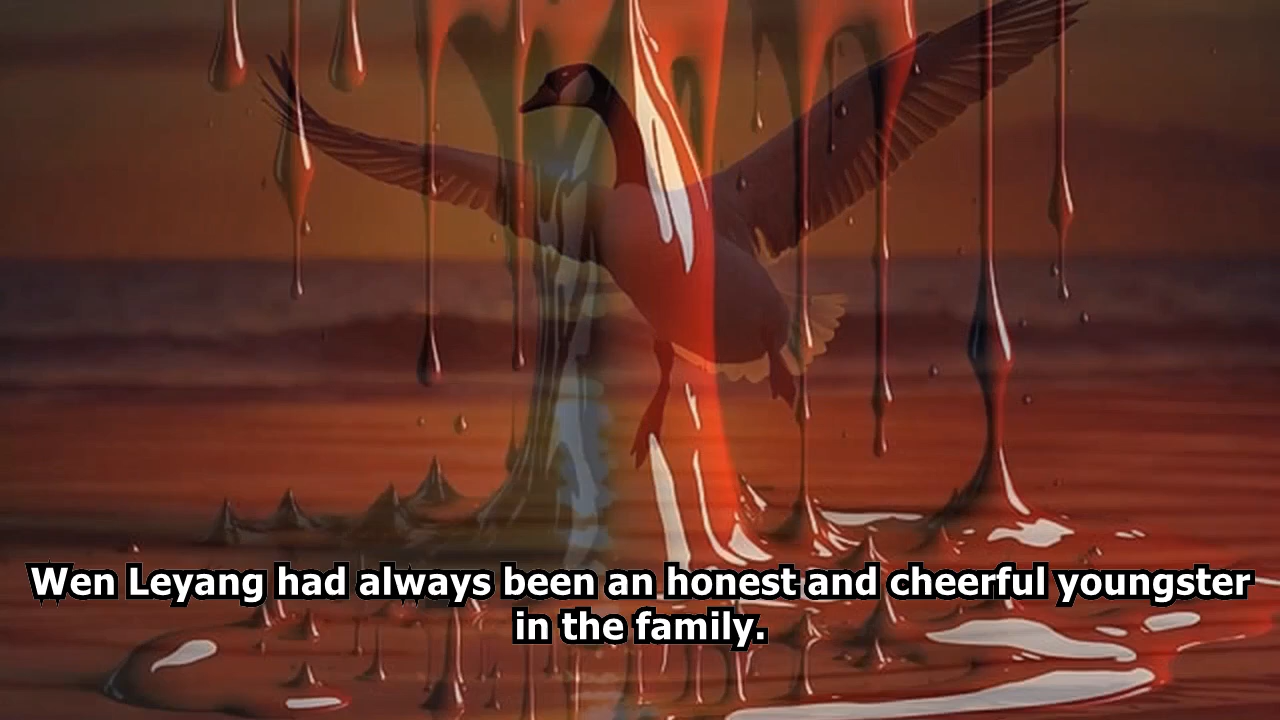 Wen Leyang had always been an honest and cheerful youngster
in the family.